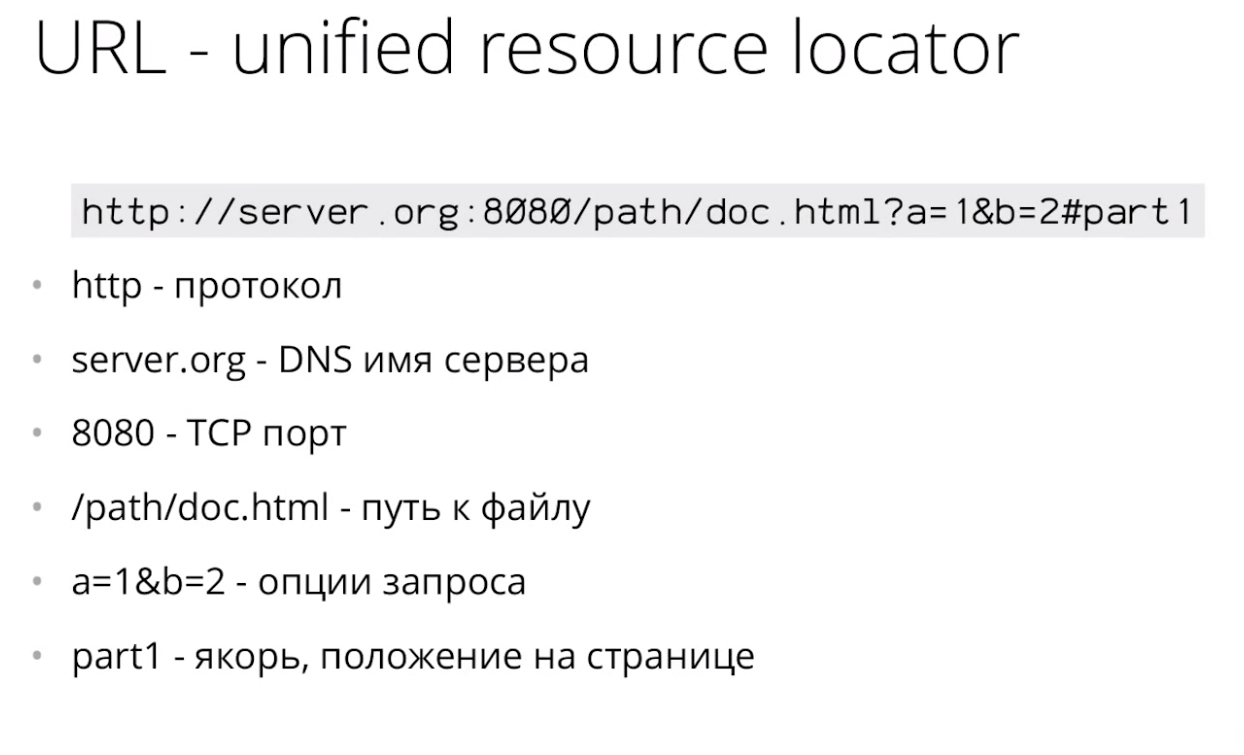 URL - unified resource locator
http://server.org:8080/path/doc.html?a=1&b=2#part1
• http - протокол
• server.org - DNS имя сервера
• 8080 - TCP порт
• /path/doc.html - путь к файлу
• a=1&b=2 - опции запроса
• part1 - якорь, положение на странице